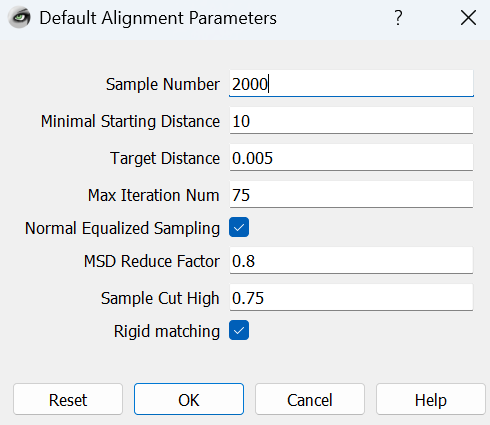 Default Alignment Parameters ? ×
Sample Number 2000
Minimal Starting Distance 10
Target Distance 0.005
Max Iteration Num 75
Normal Equalized Sampling
MSD Reduce Factor 0.8
Sample Cut High 0.75
Rigid matching
Reset OK Cancel Help